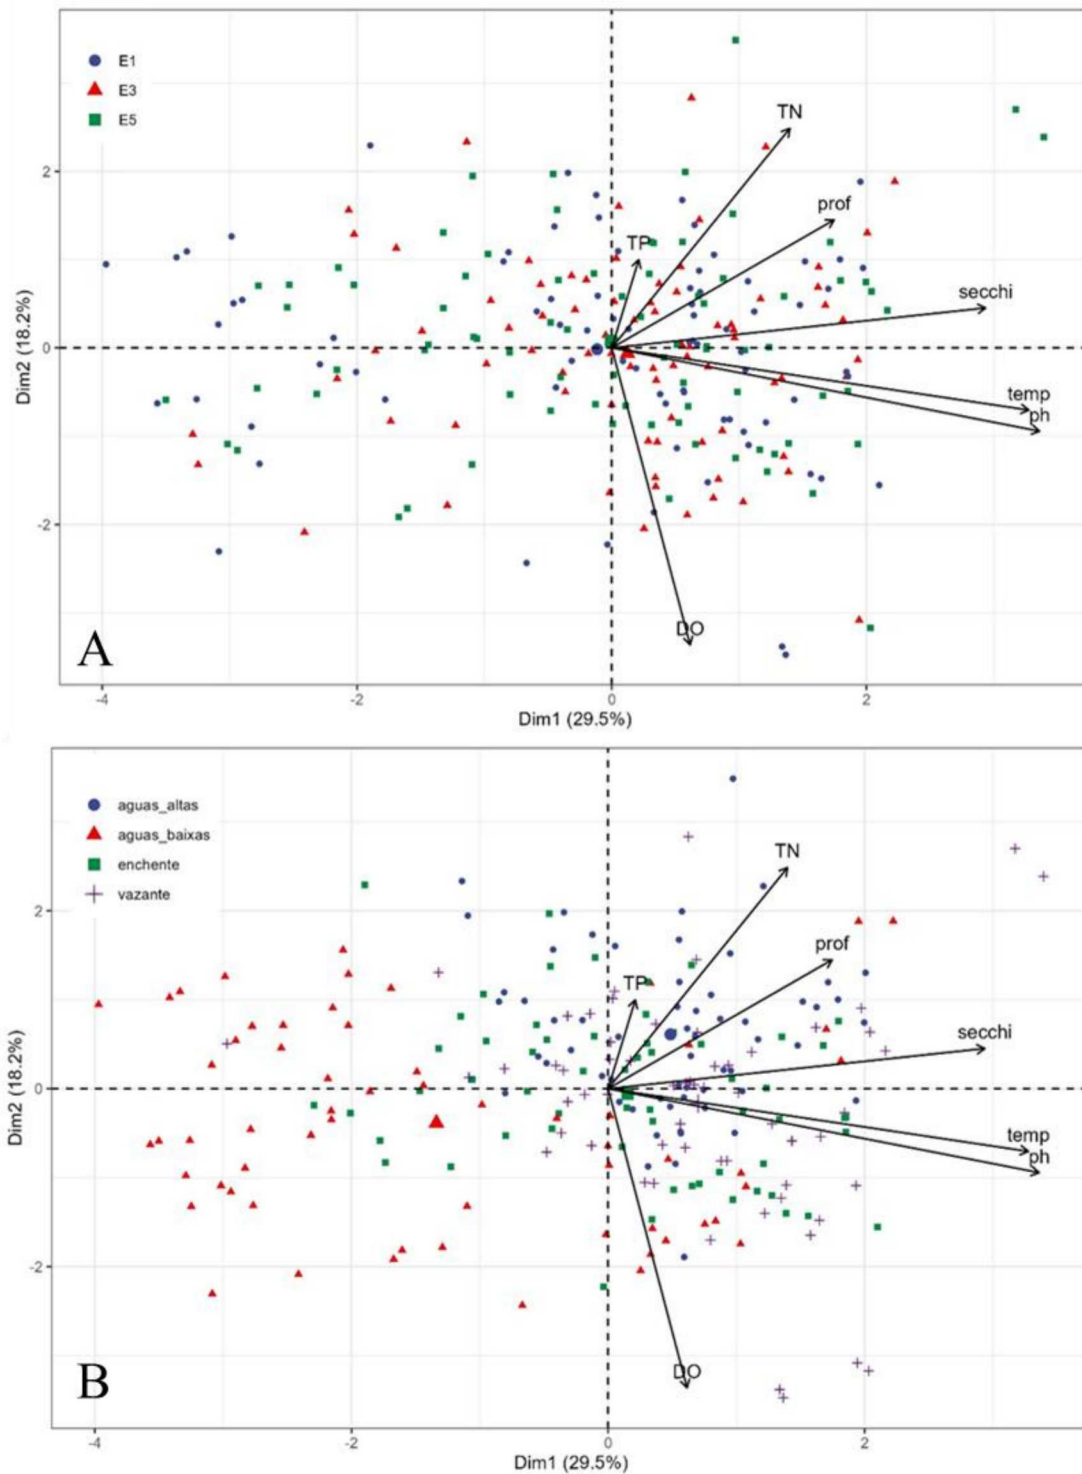 E1
E3
E5
TN
prof
TP
secchi
temp
ph
DO
2
0
-2
Dim2 (18.2%)
A
-4
-2
0
2
Dim1 (29.5%)
aguas_altas
aguas_baixas
enchente
vazante
TN
prof
TP
secchi
temp
ph
DO
2
0
-2
Dim2 (18.2%)
B
-4
-2
0
2
Dim1 (29.5%)